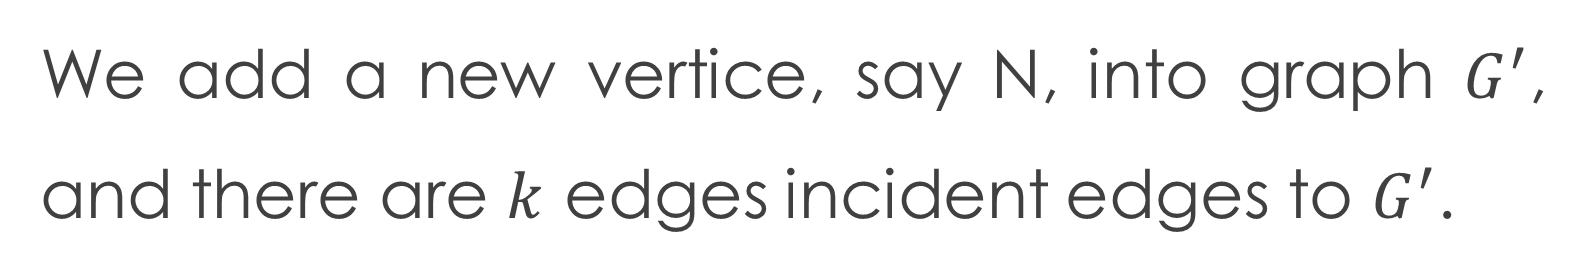 We add a new vertice, say N, into graph G′,
and there are k edges incident edges to G′.